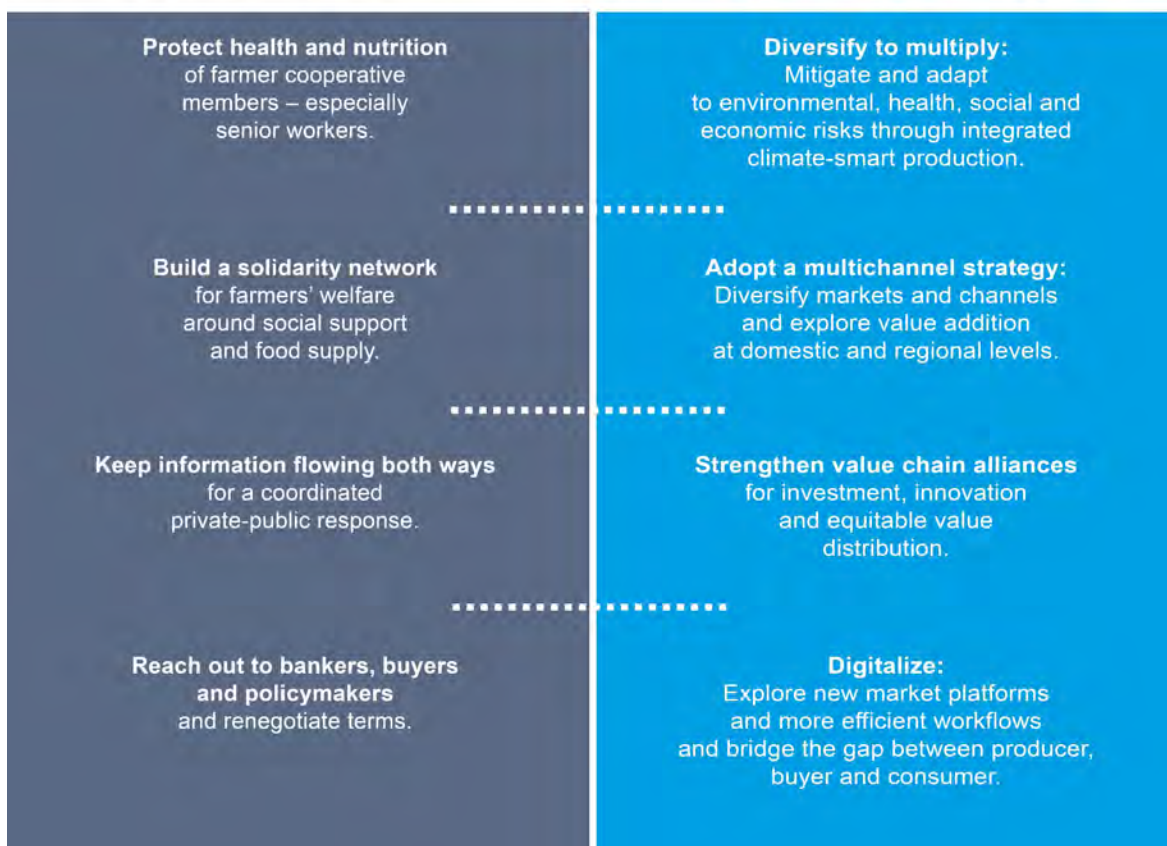 Protect health and nutrition
of farmer cooperative
members – especially
senior workers.
Build a solidarity network
for farmers’ welfare
around social support
and food supply.
Keep information flowing both ways
for a coordinated
private-public response.
Reach out to bankers, buyers
and policymakers
and renegotiate terms.
Diversify to multiply:
Mitigate and adapt
to environmental, health, social and
economic risks through integrated
climate-smart production.
Adopt a multichannel strategy:
Diversify markets and channels
and explore value addition
at domestic and regional levels.
Strengthen value chain alliances
for investment, innovation
and equitable value
distribution.
Digitalize:
Explore new market platforms
and more efficient workflows
and bridge the gap between producer,
buyer and consumer.